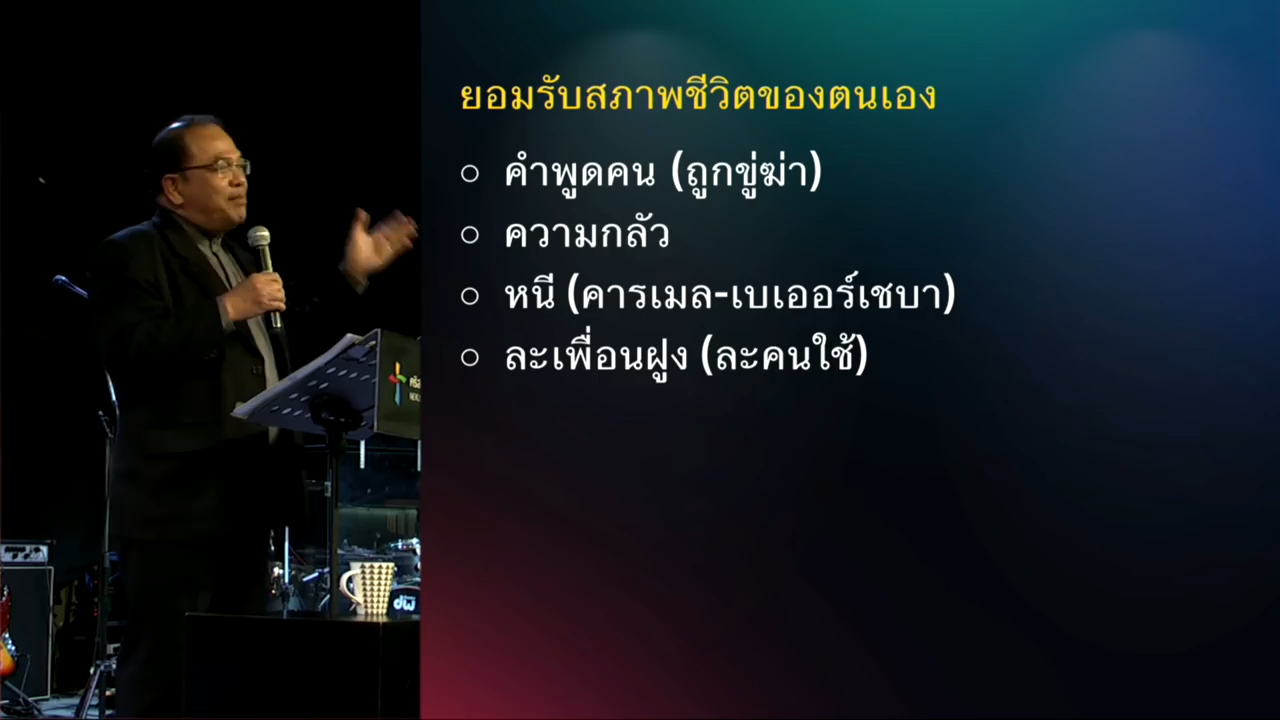 ยอมรับสภาพชีวิตของตนเอง
○ คำพูดคน (ถูกขู่ฆ่า)
○ ความกลัว
○ หนี (คารเมล-เบเออร์เชบา)
○ ละเพื่อนฝูง (ละคนใช้)
dw